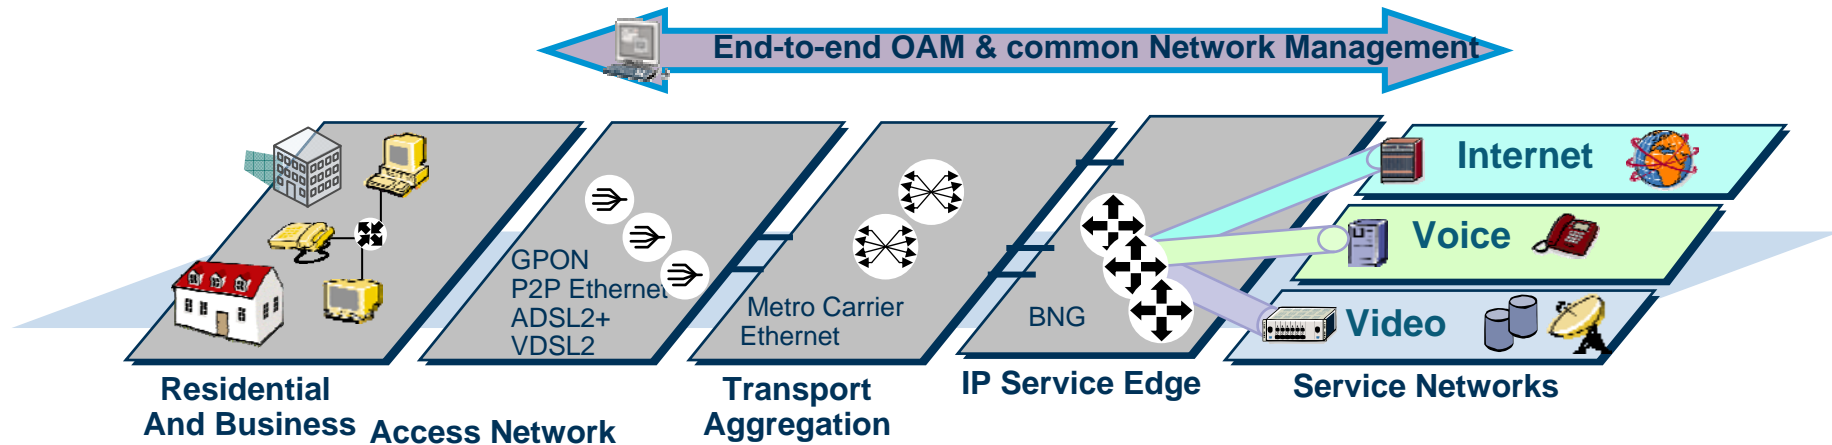 End-to-end OAM & common Network Management
Internet
Voice
Video
GPON
P2P Ethernet
ADSL2+
VDSL2
Metro Carrier
Ethernet
BNG
Residential
And Business
Access Network
Transport
Aggregation
IP Service Edge
Service Networks